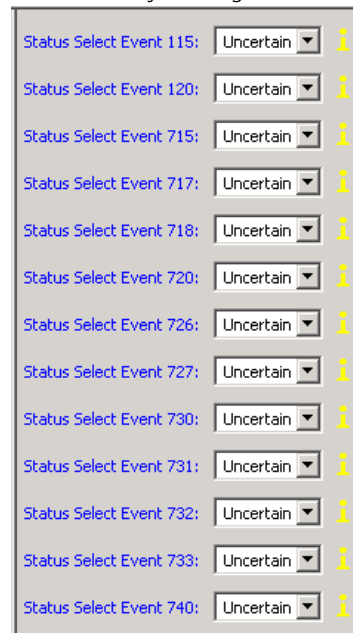 Status Select Event 115: Uncertain
Status Select Event 120: Uncertain
Status Select Event 715: Uncertain
Status Select Event 717: Uncertain
Status Select Event 718: Uncertain
Status Select Event 720: Uncertain
Status Select Event 726: Uncertain
Status Select Event 727: Uncertain
Status Select Event 730: Uncertain
Status Select Event 731: Uncertain
Status Select Event 732: Uncertain
Status Select Event 733: Uncertain
Status Select Event 740: Uncertain